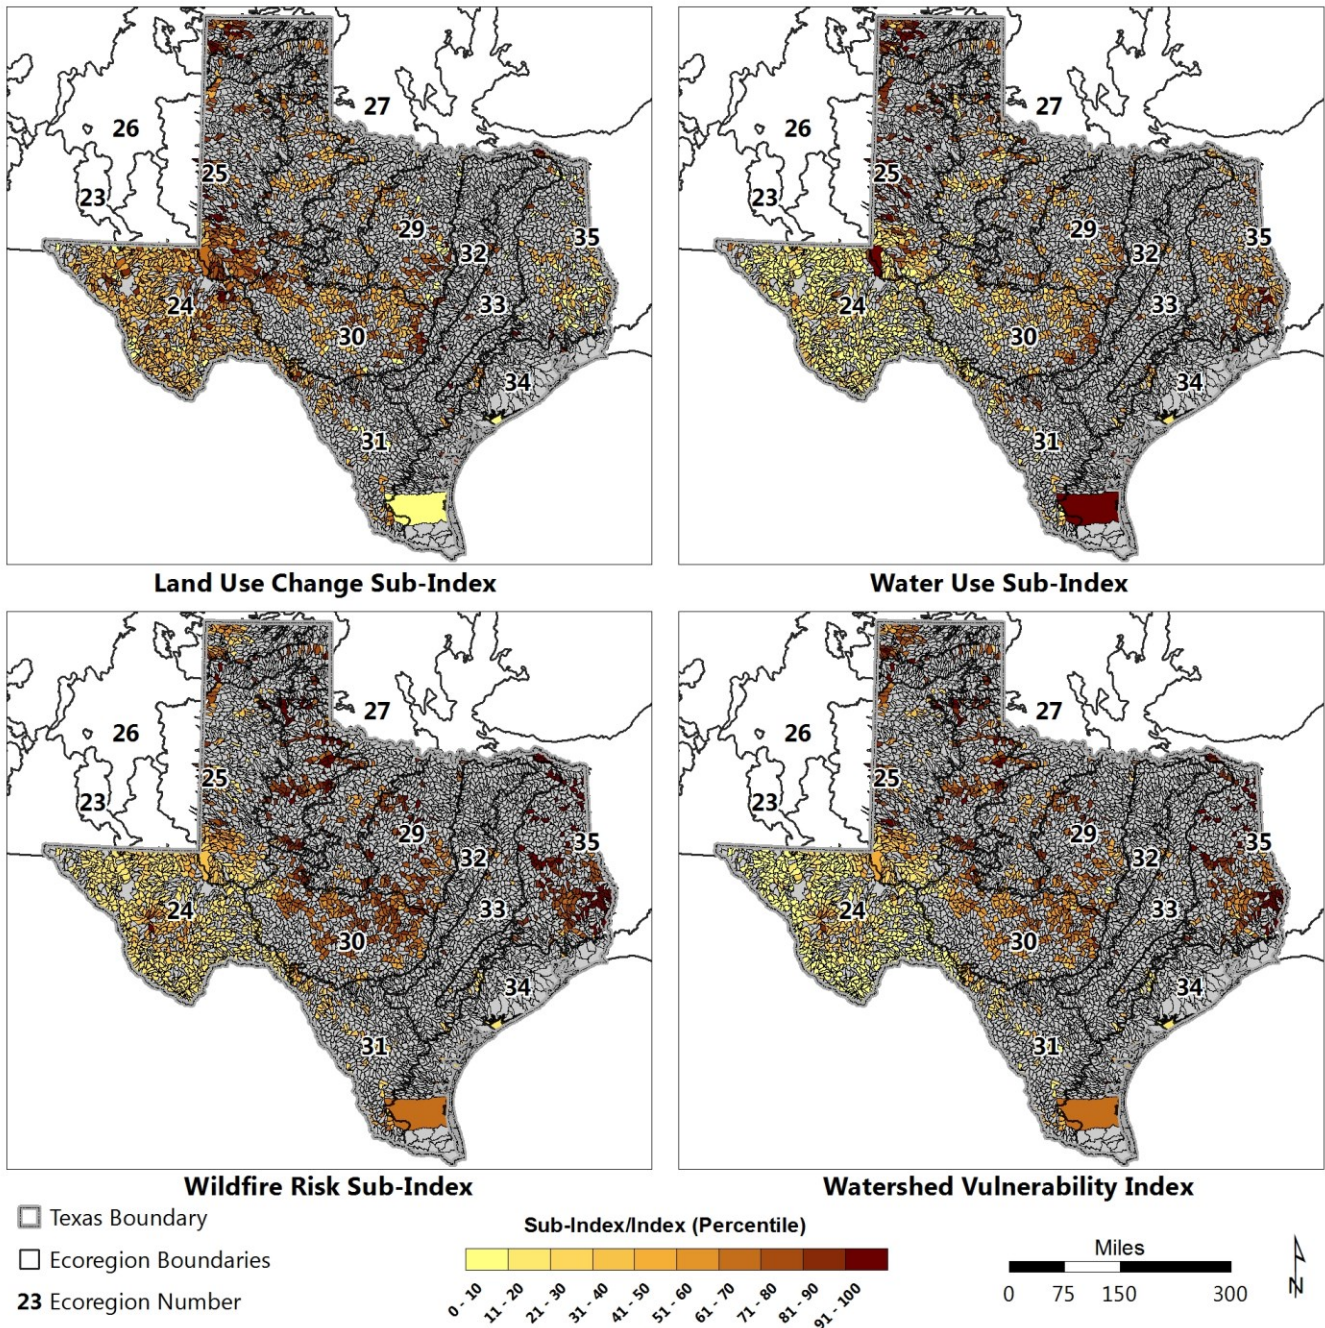 27
26
25
23
29
35
32
24
33
30
34
31
Land Use Change Sub-Index
27
26
25
23
29
35
32
24
33
30
34
31
Water Use Sub-Index
27
26
25
23
29
35
32
24
33
30
34
31
Wildfire Risk Sub-Index
27
26
25
23
29
35
32
24
33
30
34
31
Watershed Vulnerability Index
Texas Boundary
Ecoregion Boundaries
23 Ecoregion Number
Sub-Index/Index (Percentile)
0 - 10
11 - 20
21 - 30
31 - 40
41 - 50
51 - 60
61 - 70
71 - 80
81 - 90
91 - 100
Miles
0 75 150 300
N